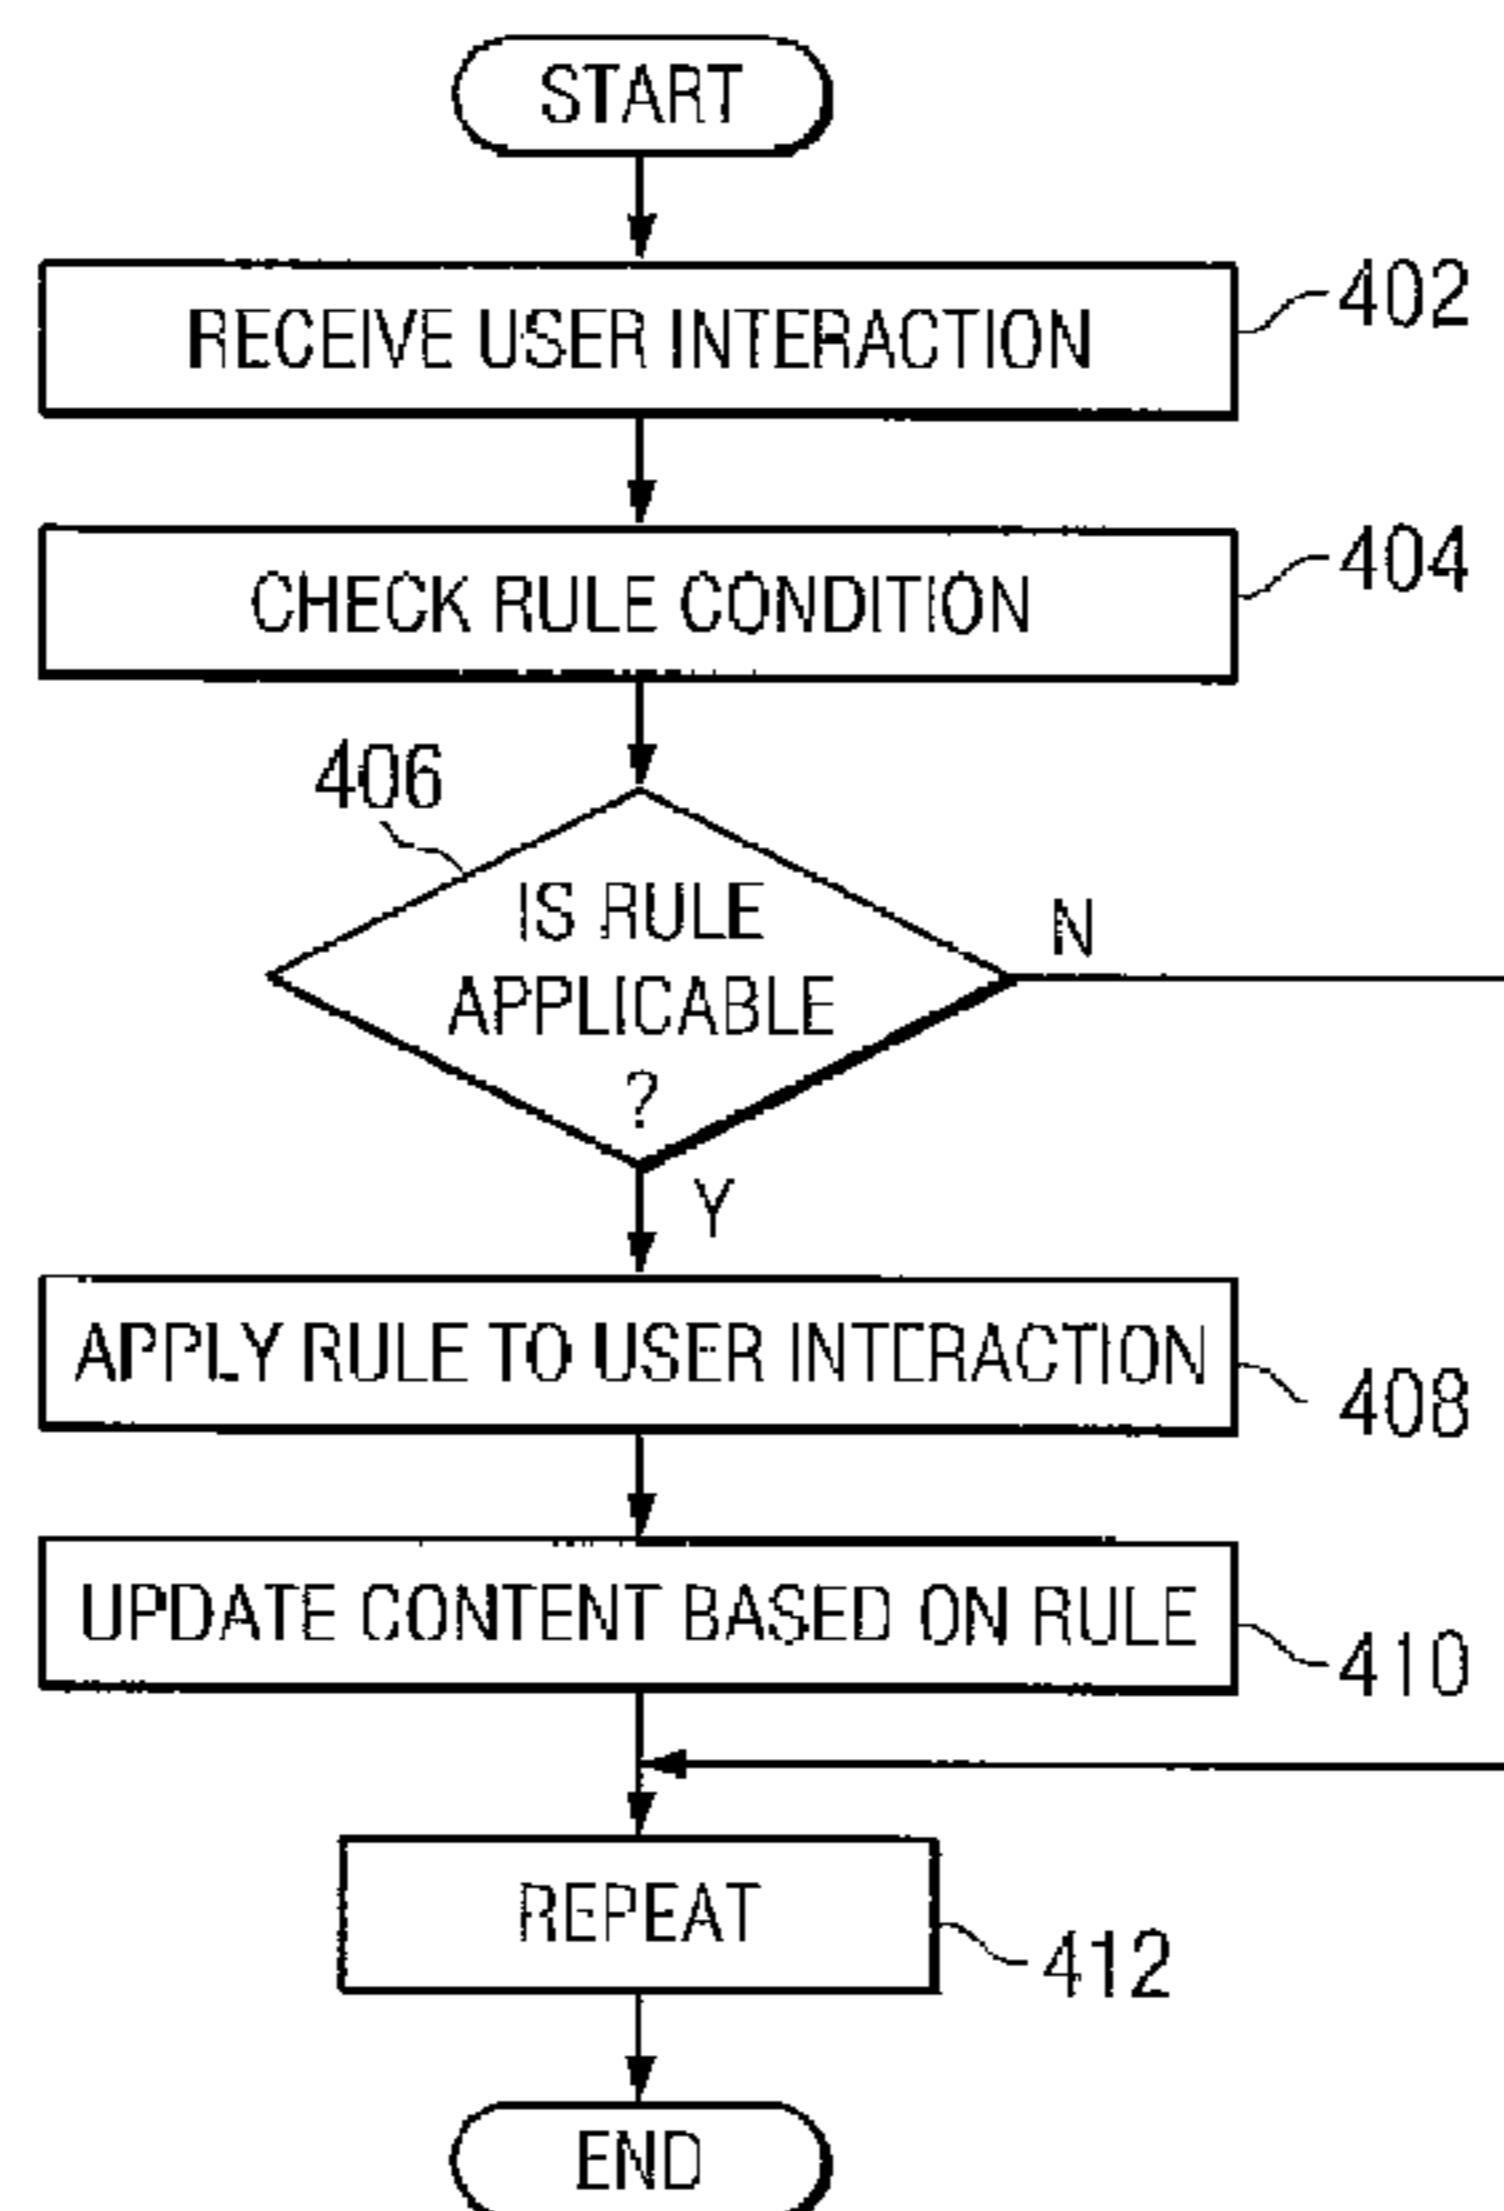 START
RECEIVE USER INTERACTION
402
CHECK RULE CONDITION
404
406
IS RULE
APPLICABLE
?
N
Y
APPLY RULE TO USER INTERACTION
408
UPDATE CONTENT BASED ON RULE
410
REPEAT
412
END